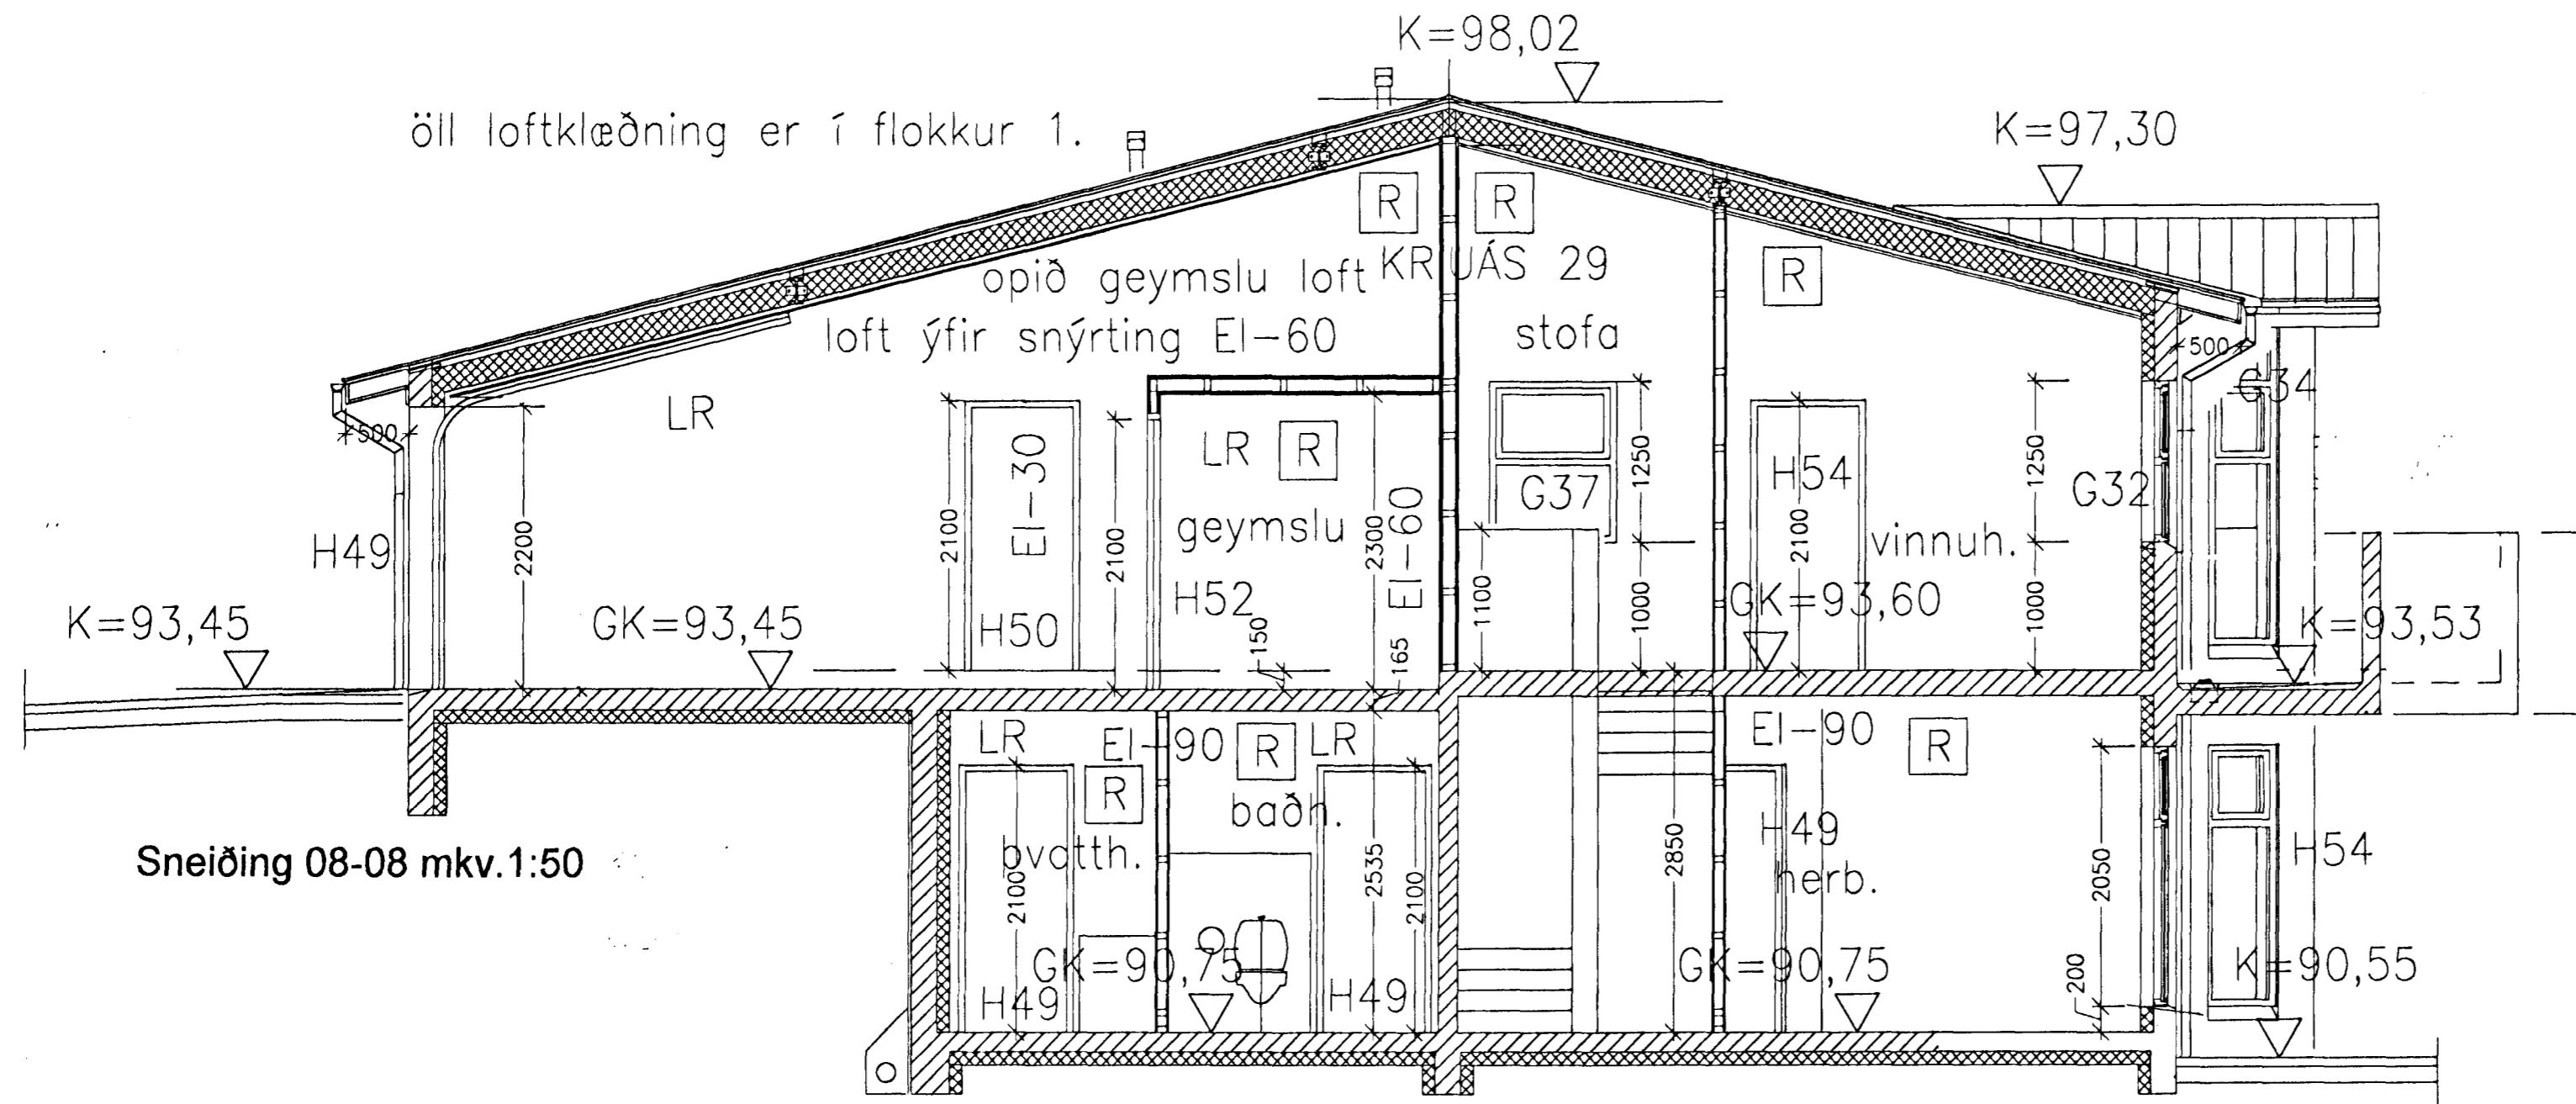 K=98,02
öll loftklæðning er í flokkur 1.
K=97,30
R
R
R
opið geymslu loft
KR
UÁS 29
loft ýfir snýrting EI-60
stofa
500
500
G34
LR
LR
R
EI-30
EI-60
G37
H54
G32
1250
1250
H49
2200
2100
2100
geymslu
2300
1100
1000
2100
vinnuh.
1000
K=93,45
GK=93,45
H50
H52
150
165
GK=93,60
K=93,53
LR
EI-90
R
LR
EI-90
R
R
baðh.
H49
herb.
H54
Sneiðing 08-08 mkv.1:50
þvotth.
2100
2535
2100
2850
2050
200
GK=90,75
GK=90,75
K=90,55
H49
H49